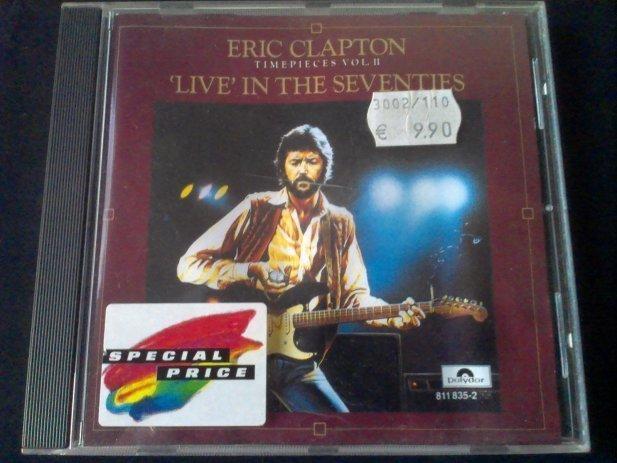 ERIC CLAPTON
TIMEPIECES VOL. II
'LIVE' IN THE SEVENTIES
3002/110
€ 9.90
SPECIAL
PRICE
polydor
811 835-2